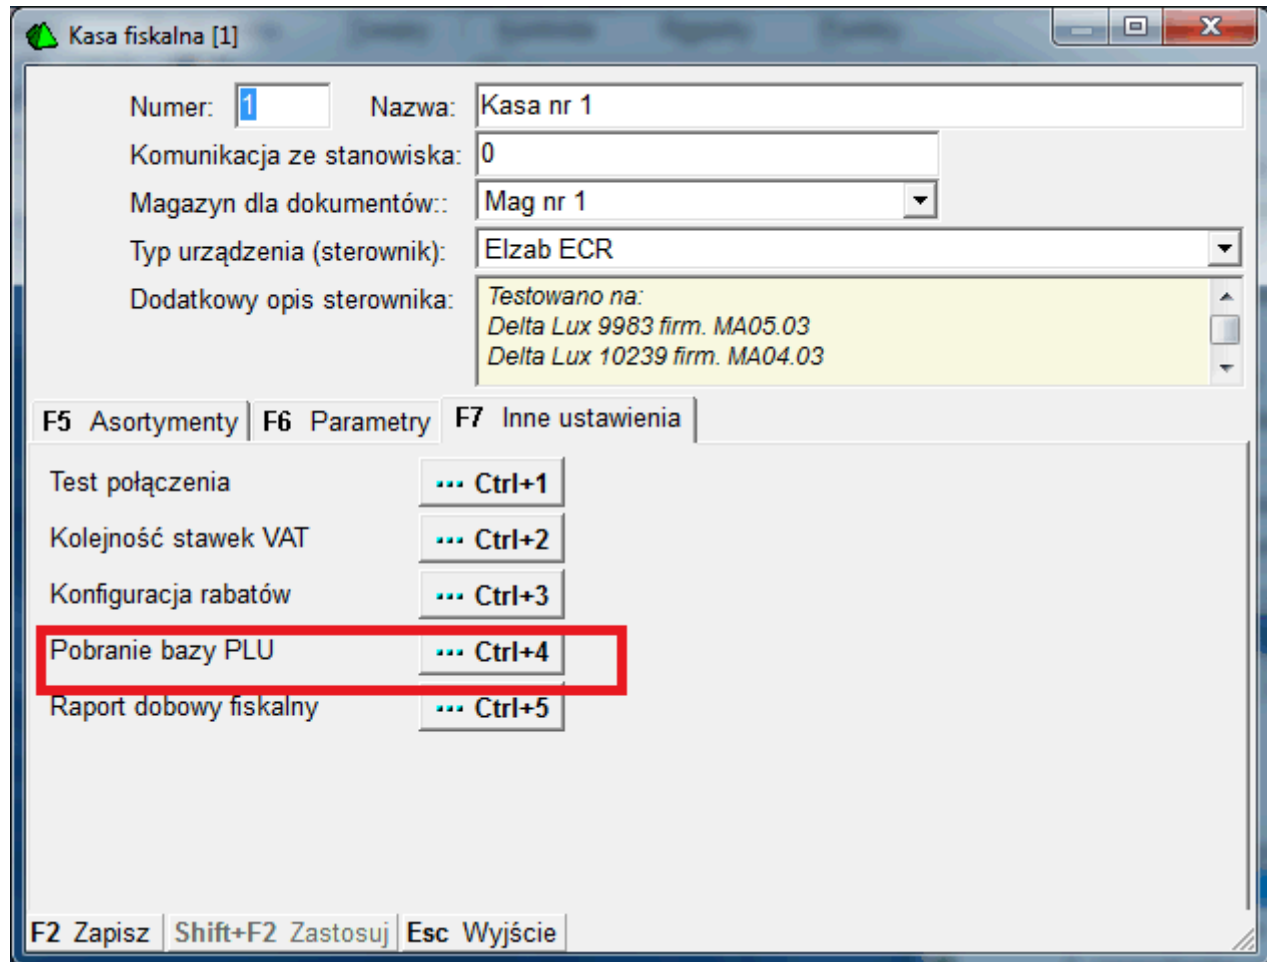 Kasa fiskalna [1]
Numer: 1 Nazwa: Kasa nr 1
Komunikacja ze stanowiska: 0
Magazyn dla dokumentów:: Mag nr 1
Typ urządzenia (sterownik): Elzab ECR
Dodatkowy opis sterownika: Testowano na:
Delta Lux 9983 firm. MA05.03
Delta Lux 10239 firm. MA04.03
F5 Asortymenty F6 Parametry F7 Inne ustawienia
Test połączenia ... Ctrl+1
Kolejność stawek VAT ... Ctrl+2
Konfiguracja rabatów ... Ctrl+3
Pobranie bazy PLU ... Ctrl+4
Raport dobowy fiskalny ... Ctrl+5
F2 Zapisz Shift+F2 Zastosuj Esc Wyjście